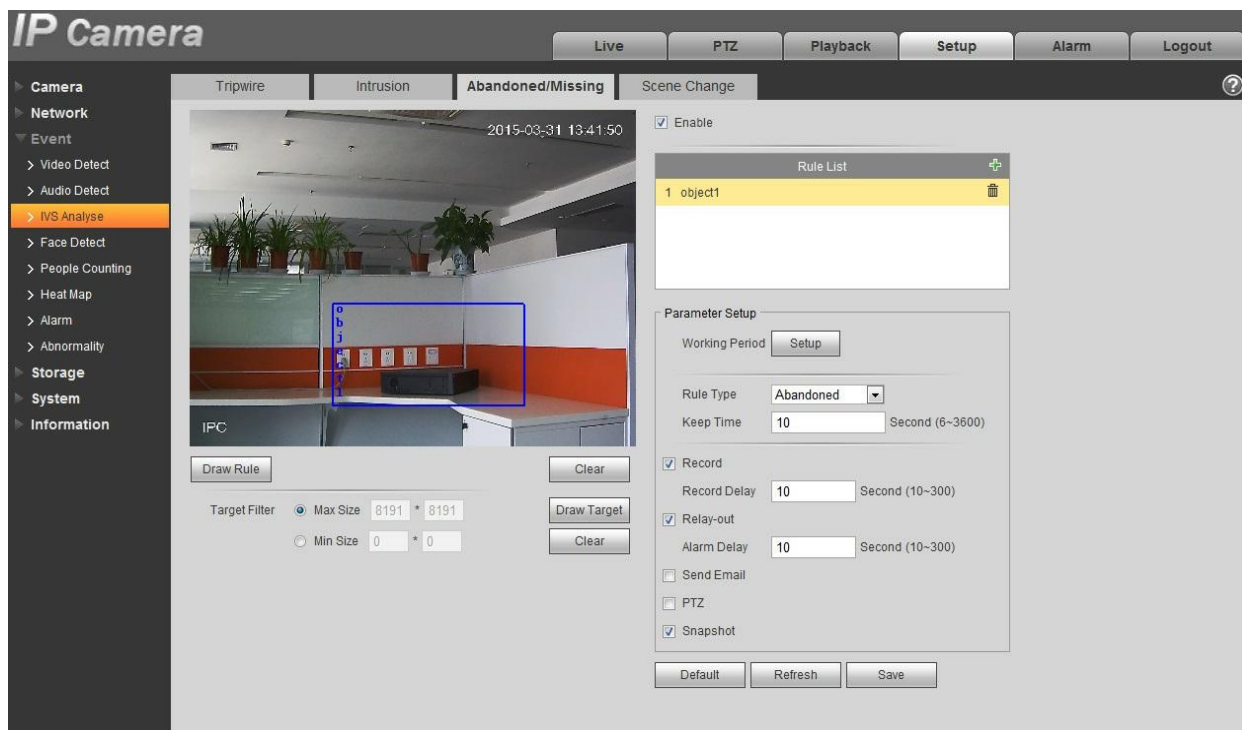 IP Camera
Live PTZ Playback Setup Alarm Logout
Camera
Network
Event
Video Detect
Audio Detect
IVS Analyse
Face Detect
People Counting
Heat Map
Alarm
Abnormality
Storage
System
Information
Tripwire Intrusion Abandoned/Missing Scene Change
?
2015-03-31 13:41:50
object1
IPC
Draw Rule Clear
Target Filter Max Size 8191 * 8191 Draw Target
Min Size 0 * 0 Clear
Enable
Rule List
1 object1
Parameter Setup
Working Period Setup
Rule Type Abandoned
Keep Time 10 Second (6~3600)
Record
Record Delay 10 Second (10~300)
Relay-out
Alarm Delay 10 Second (10~300)
Send Email
PTZ
Snapshot
Default Refresh Save